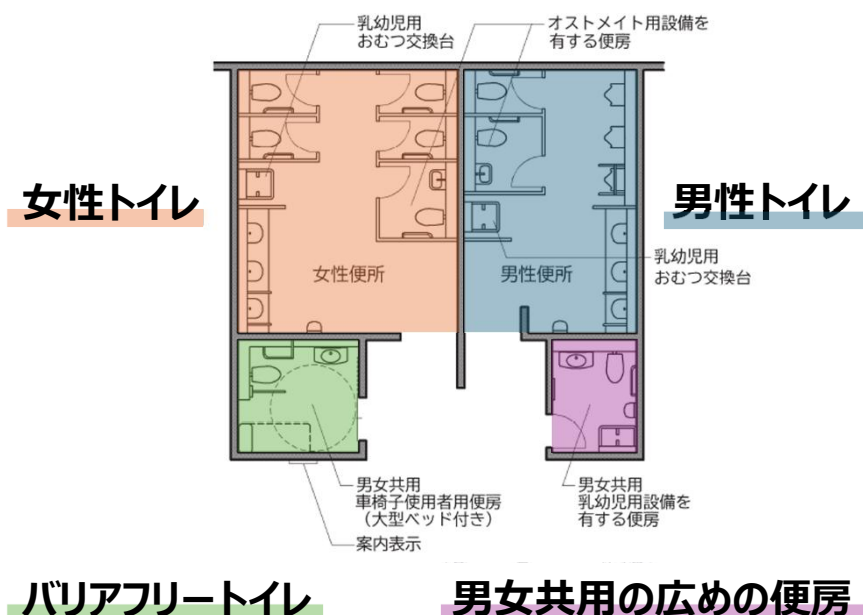 乳幼児用
おむつ交換台
オストメイト用設備を
有する便房
女性トイレ
男性トイレ
女性便所
男性便所
乳幼児用
おむつ交換台
男女共用
車椅子使用者用便房
(大型ベッド付き)
案内表示
男女共用
乳幼児用設備を
有する便房
バリアフリートイレ
男女共用の広めの便房